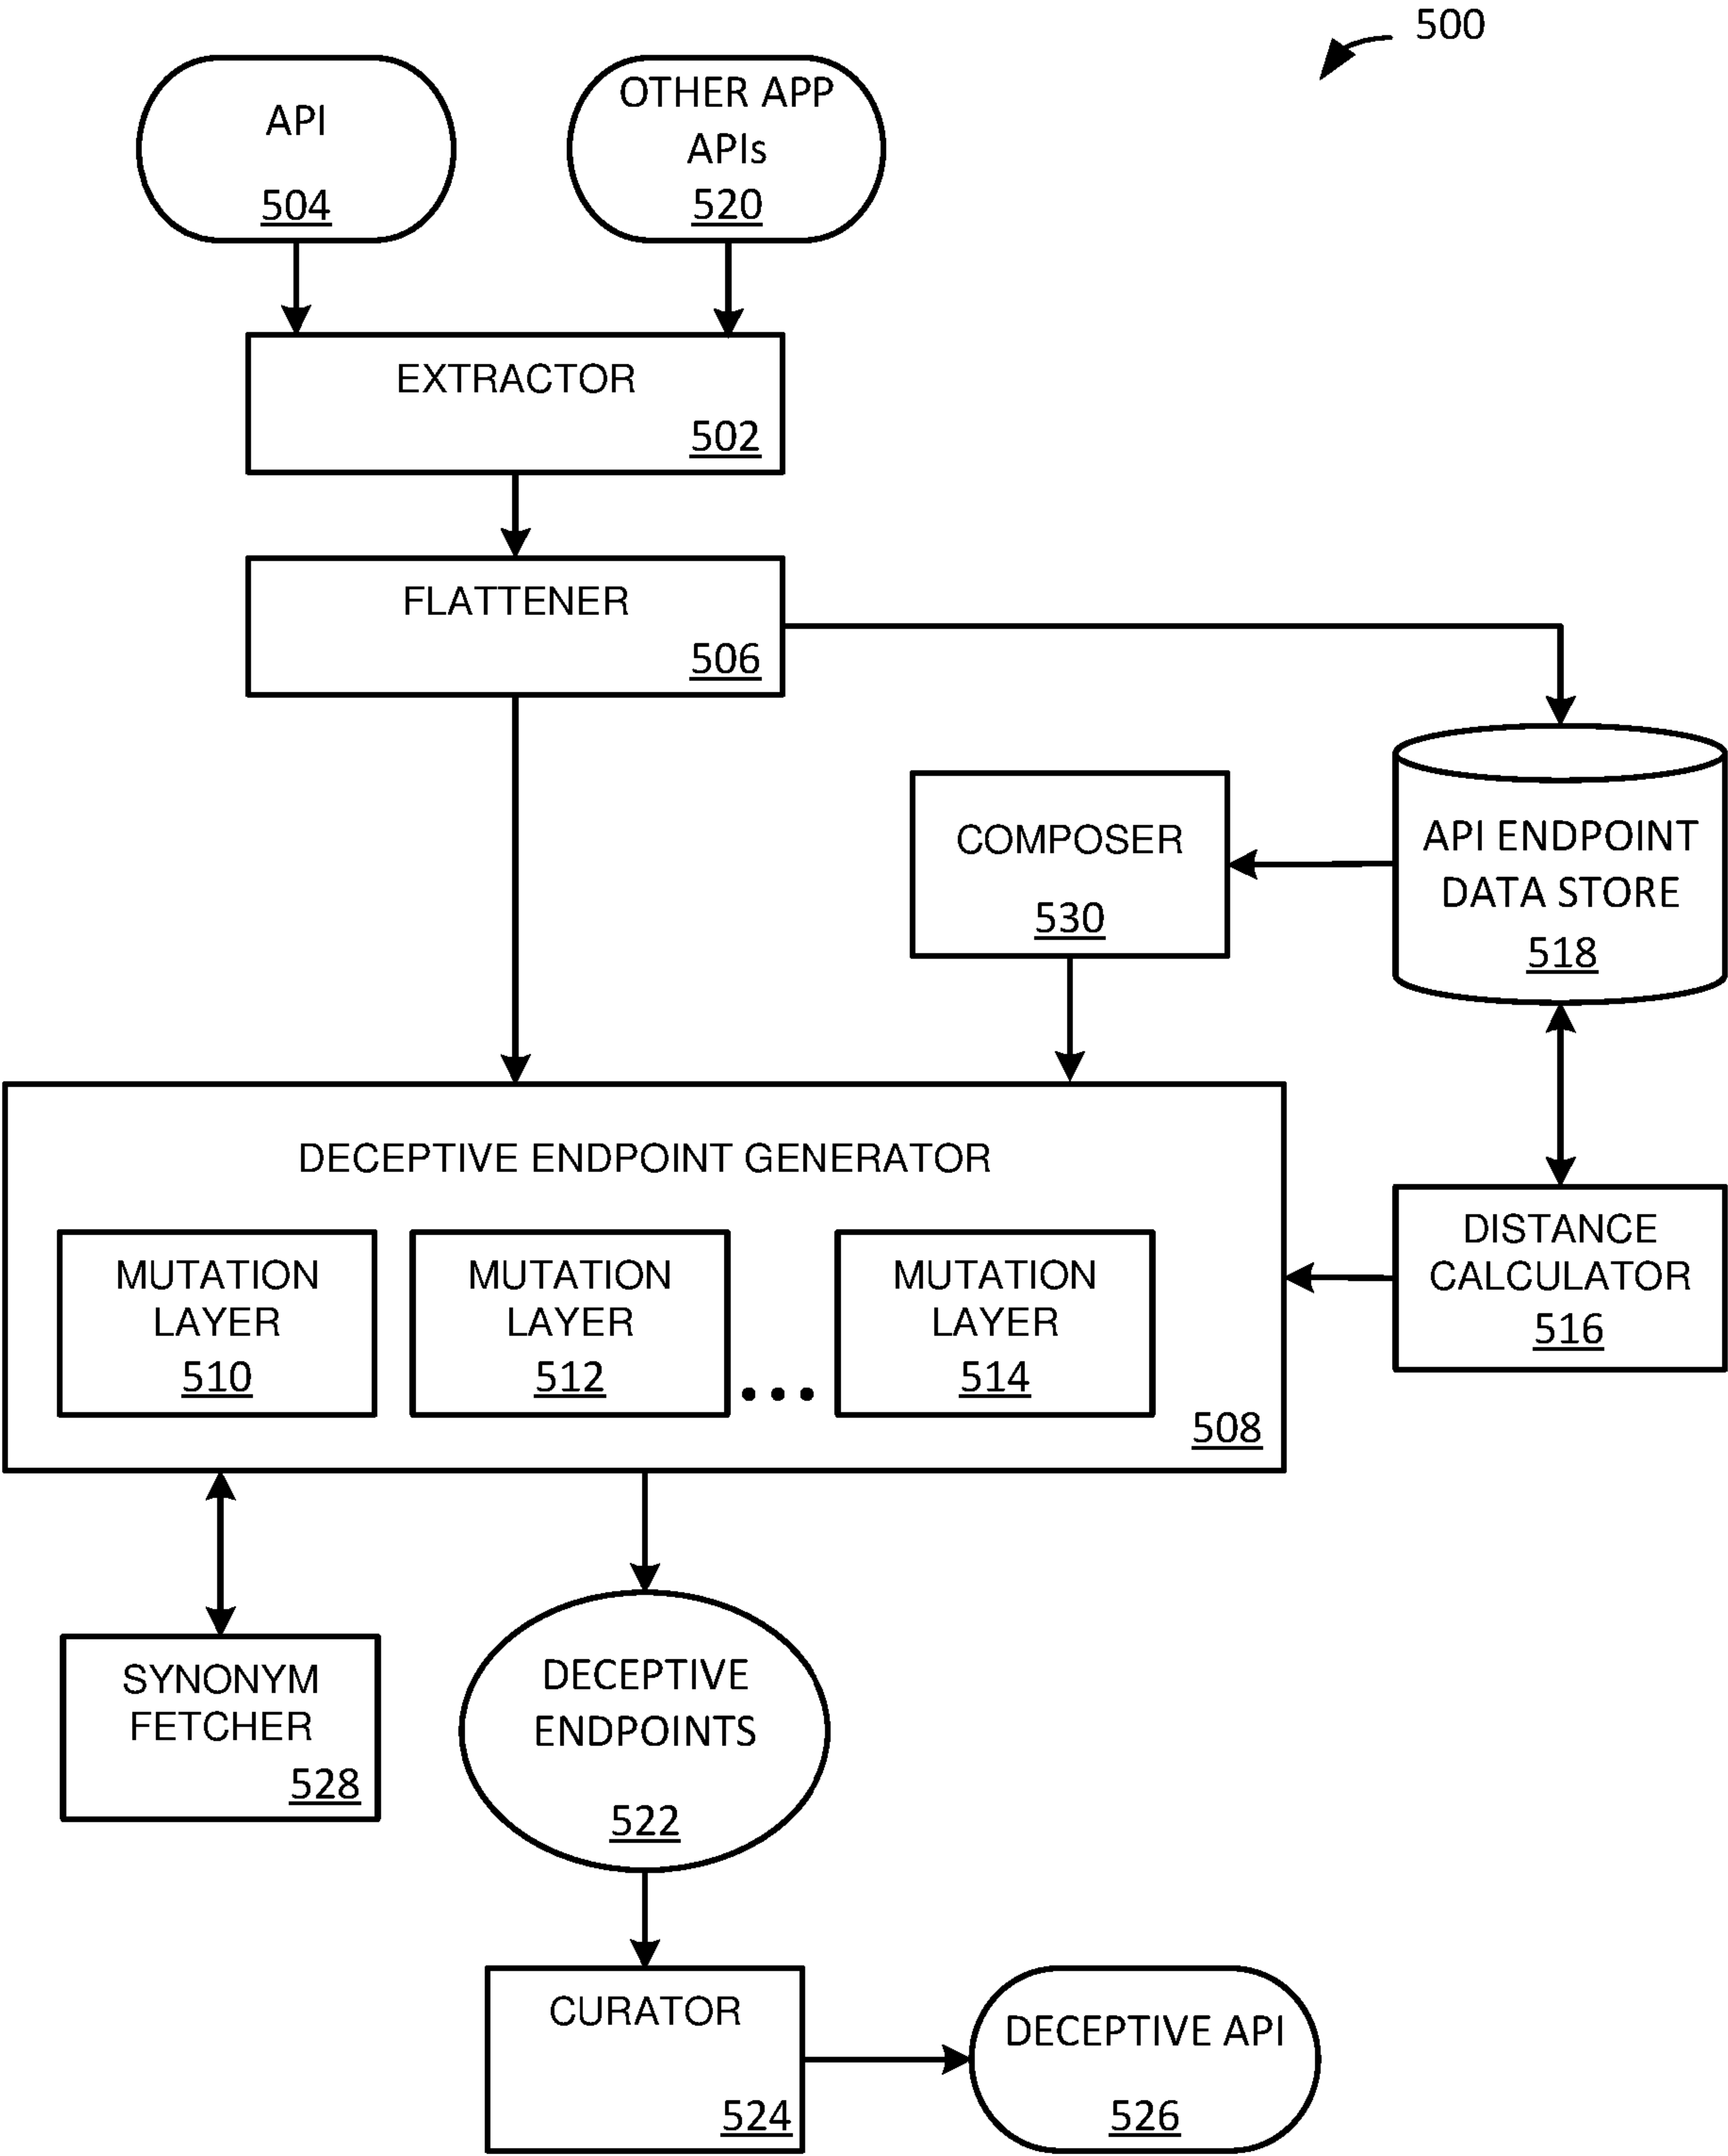 500
API
504
OTHER APP
APIs
520
EXTRACTOR
502
FLATTENER
506
COMPOSER
530
API ENDPOINT
DATA STORE
518
DECEPTIVE ENDPOINT GENERATOR
MUTATION
LAYER
510
MUTATION
LAYER
512
...
MUTATION
LAYER
514
508
DISTANCE
CALCULATOR
516
SYNONYM
FETCHER
528
DECEPTIVE
ENDPOINTS
522
CURATOR
524
DECEPTIVE API
526